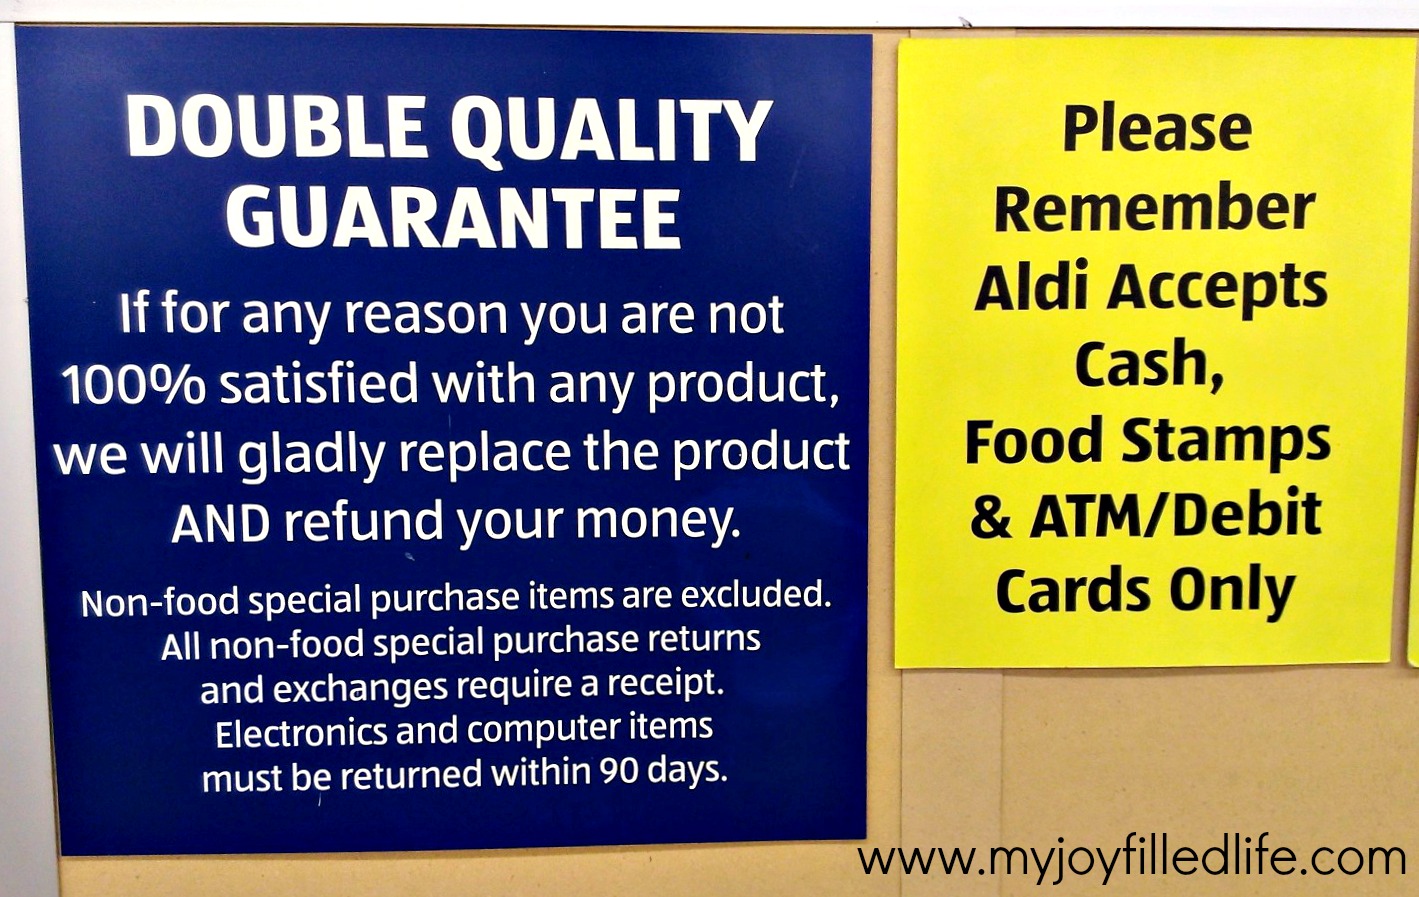 DOUBLE QUALITY
GUARANTEE
If for any reason you are not
100% satisfied with any product,
we will gladly replace the product
AND refund your money.
Non-food special purchase items are excluded.
All non-food special purchase returns
and exchanges require a receipt.
Electronics and computer items
must be returned within 90 days.
Please
Remember
Aldi Accepts
Cash,
Food Stamps
& ATM/Debit
Cards Only
www.myjoyfilledlife.com